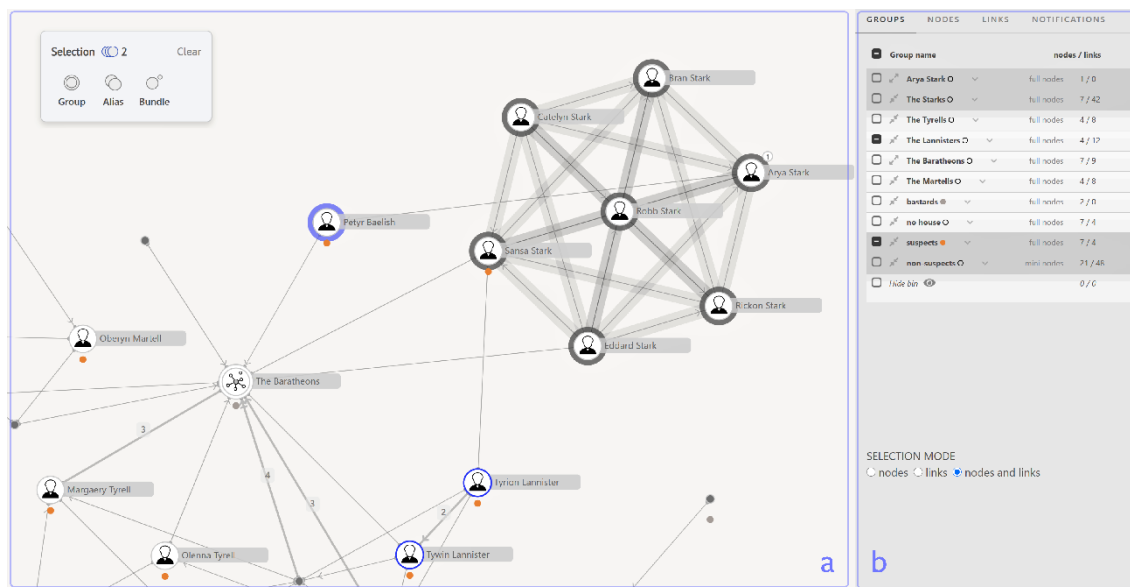 Selection 2 Clear
Group Alias Bundle
Bran Stark
Catelyn Stark
1
Arya Stark
Robb Stark
Petyr Baelish
Sansa Stark
Rickon Stark
Oberyn Martell
Eddard Stark
The Baratheons
3
4
3
Margaery Tyrell
Tyrion Lannister
2
Olenna Tyrell
Tywin Lannister
a
GROUPS NODES LINKS NOTIFICATIONS
Group name nodes / links
Arya Stark full nodes 1 / 0
The Starks full nodes 7 / 42
The Tyrells full nodes 4 / 8
The Lannisters full nodes 4 / 12
The Baratheons full nodes 7 / 9
The Martells full nodes 4 / 8
bastards full nodes 2 / 0
no house full nodes 7 / 4
suspects full nodes 7 / 4
non suspects mini nodes 21 / 46
Hide bin 0 / 0
SELECTION MODE
nodes links nodes and links
b